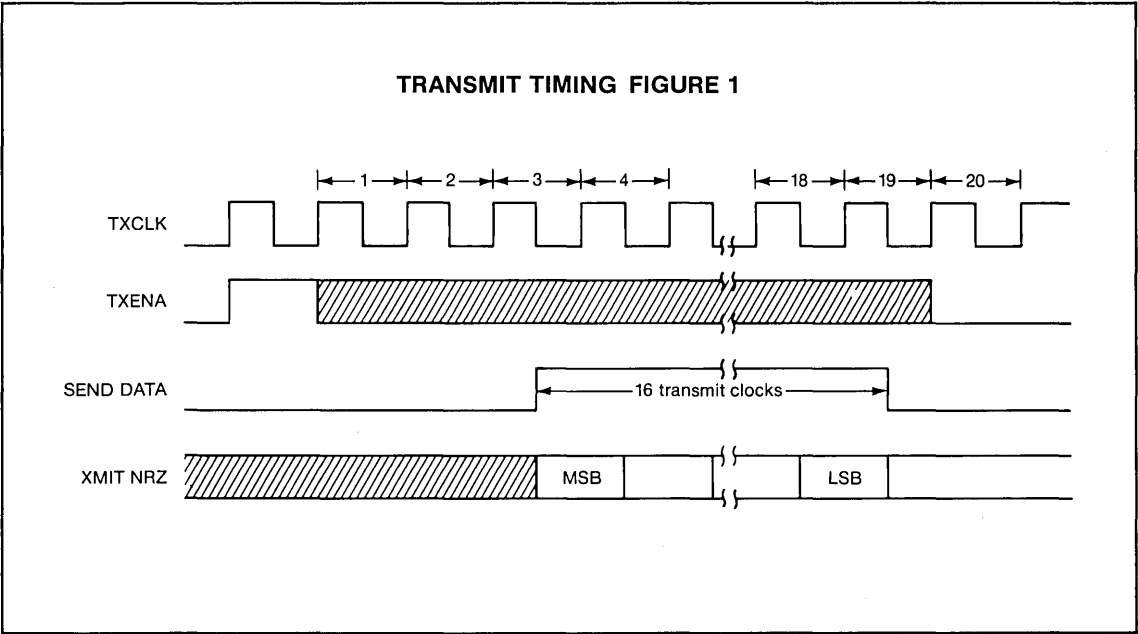 TRANSMIT TIMING FIGURE 1
1 2 3 4 18 19 20
TXCLK
TXENA
SEND DATA
16 transmit clocks
XMIT NRZ
MSB LSB